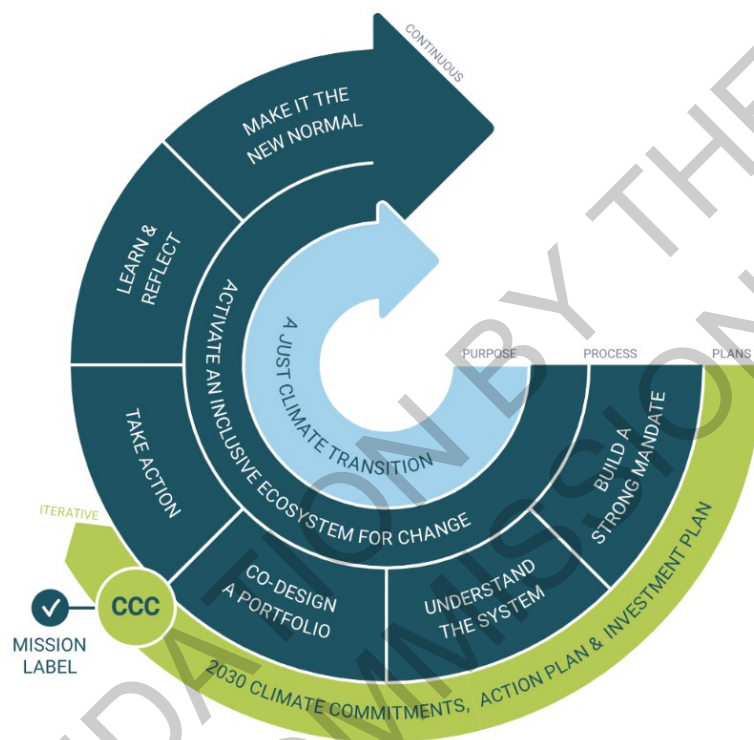 CONTINUOUS
MAKE IT THE
NEW NORMAL
LEARN &
REFLECT
ACTIVATE AN INCLUSIVE ECOSYSTEM FOR CHANGE
A JUST CLIMATE TRANSITION
PURPOSE
PROCESS
PLANS
BUILD A
STRONG MANDATE
TAKE ACTION
ITERATIVE
CO-DESIGN
A PORTFOLIO
UNDERSTAND
THE SYSTEM
CCC
MISSION
LABEL
2030 CLIMATE COMMITMENTS, ACTION PLAN & INVESTMENT PLAN
BY THE